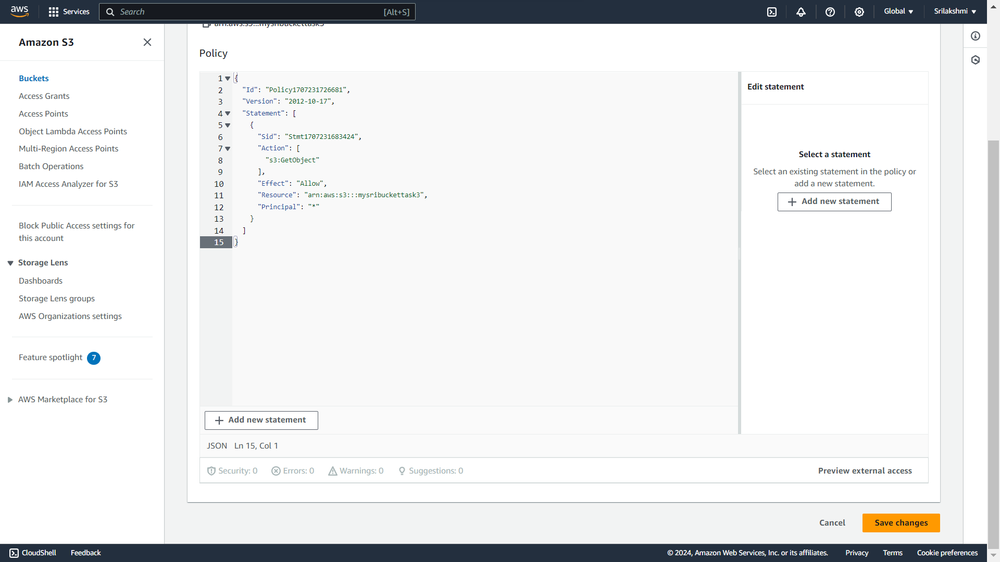 aws
Services
Search
[Alt+S]
Global
Srilakshmi
Amazon S3
Buckets
Access Grants
Access Points
Object Lambda Access Points
Multi-Region Access Points
Batch Operations
IAM Access Analyzer for S3
Block Public Access settings for
this account
Storage Lens
Dashboards
Storage Lens groups
AWS Organizations settings
Feature spotlight 7
AWS Marketplace for S3
Policy
1 {
2 "Id": "Policy1707231726681",
3 "Version": "2012-10-17",
4 "Statement": [
5 {
6 "Sid": "Stmt1707231683424",
7 "Action": [
8 "s3:GetObject"
9 ],
10 "Effect": "Allow",
11 "Resource": "arn:aws:s3:::mysribuckettask3",
12 "Principal": "*"
13 }
14 ]
15 }
+ Add new statement
JSON Ln 15, Col 1
Security: 0 Errors: 0 Warnings: 0 Suggestions: 0
Preview external access
Edit statement
Select a statement
Select an existing statement in the policy or
add a new statement.
+ Add new statement
Cancel
Save changes
CloudShell
Feedback
© 2024, Amazon Web Services, Inc. or its affiliates.
Privacy
Terms
Cookie preferences